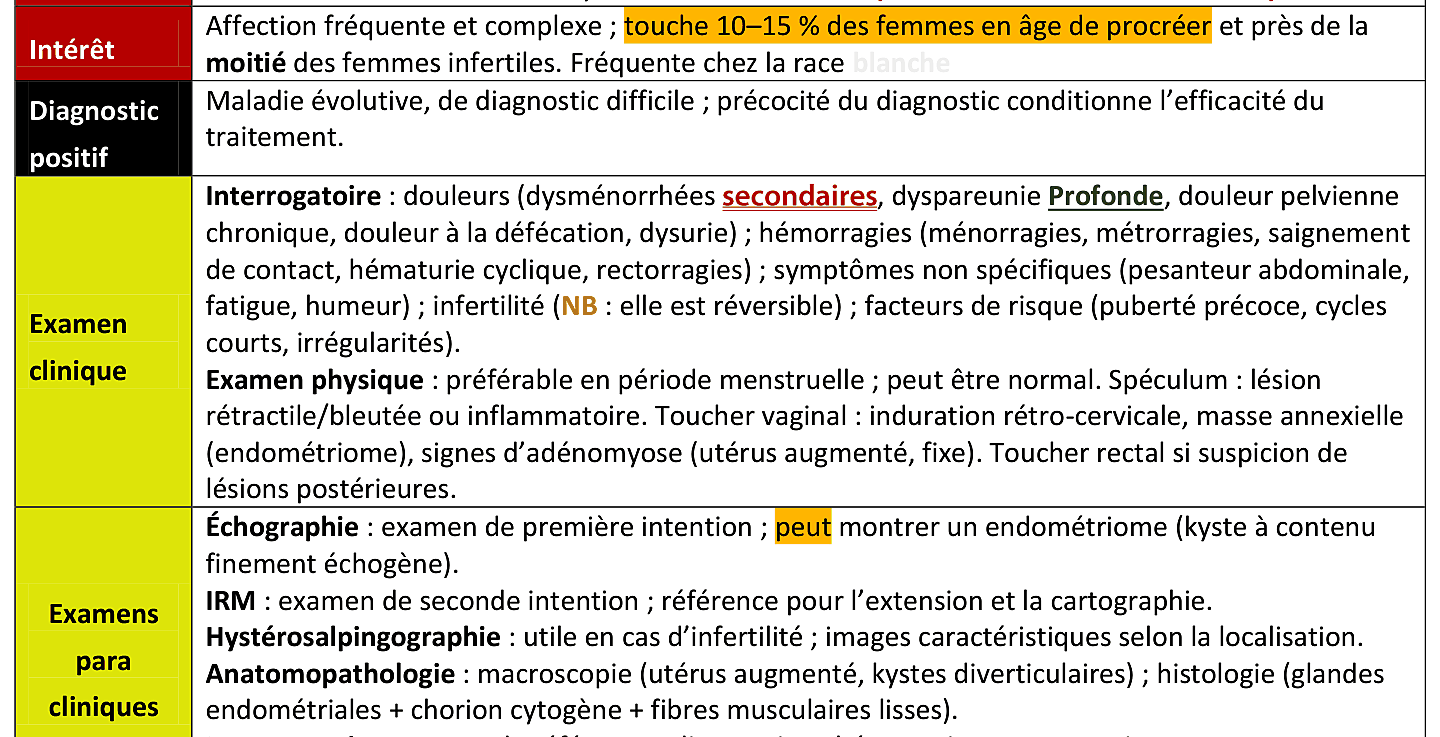 Intérêt
Affection fréquente et complexe ; touche 10–15 % des femmes en âge de procréer et près de la
moitié des femmes infertiles. Fréquente chez la race blanche
Diagnostic
positif
Maladie évolutive, de diagnostic difficile ; précocité du diagnostic conditionne l’efficacité du
traitement.
Examen
clinique
Interrogatoire : douleurs (dysménorrhées secondaires, dyspareunie Profonde, douleur pelvienne
chronique, douleur à la défécation, dysurie) ; hémorragies (ménorragies, métrorragies, saignement
de contact, hématurie cyclique, rectorragies) ; symptômes non spécifiques (pesanteur abdominale,
fatigue, humeur) ; infertilité (NB : elle est réversible) ; facteurs de risque (puberté précoce, cycles
courts, irrégularités).
Examen physique : préférable en période menstruelle ; peut être normal. Spéculum : lésion
rétractile/bleutée ou inflammatoire. Toucher vaginal : induration rétro-cervicale, masse annexielle
(endométriome), signes d’adénomyose (utérus augmenté, fixe). Toucher rectal si suspicion de
lésions postérieures.
Examens
para
cliniques
Échographie : examen de première intention ; peut montrer un endométriome (kyste à contenu
finement échogène).
IRM : examen de seconde intention ; référence pour l’extension et la cartographie.
Hystérosalpingographie : utile en cas d’infertilité ; images caractéristiques selon la localisation.
Anatomopathologie : macroscopie (utérus augmenté, kystes diverticulaires) ; histologie (glandes
endométriales + chorion cytogène + fibres musculaires lisses).